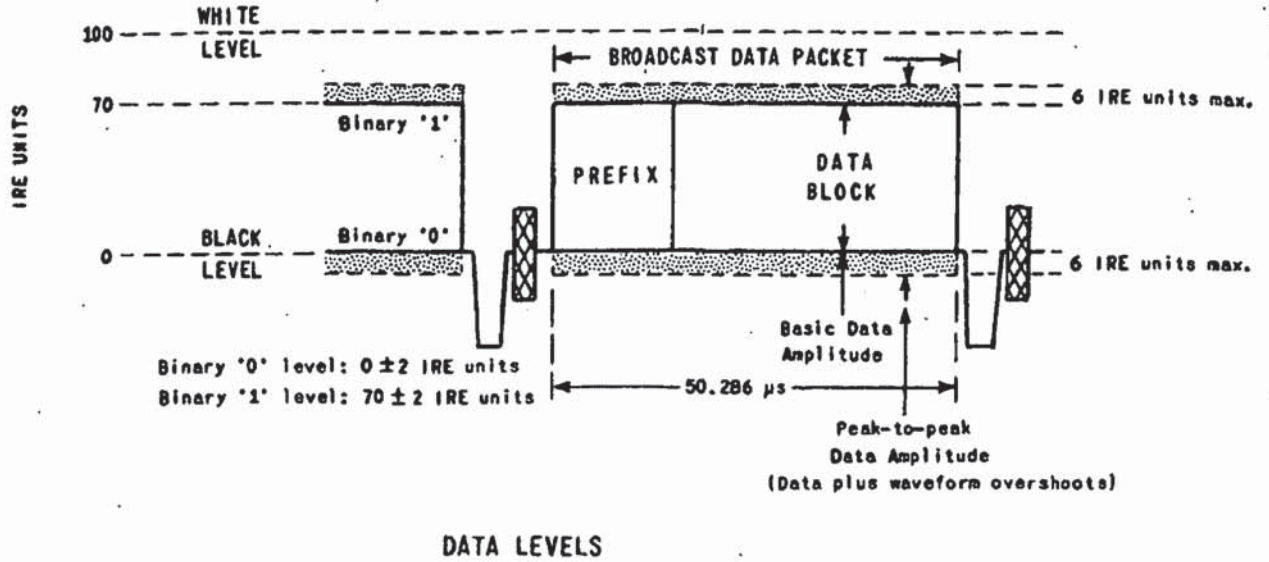 WHITE
100
LEVEL
BROADCAST DATA PACKET
6 IRE units max.
70
Binary "1"
IRE UNITS
PREFIX
DATA
BLOCK
BLACK
Binary "0"
0
LEVEL
6 IRE units max.
Basic Data
Amplitude
Binary "0" level: 0 ± 2 IRE units
Binary "1" level: 70 ± 2 IRE units
50.286 µs
Peak-to-peak
Data Amplitude
(Data plus waveform overshoots)
DATA LEVELS